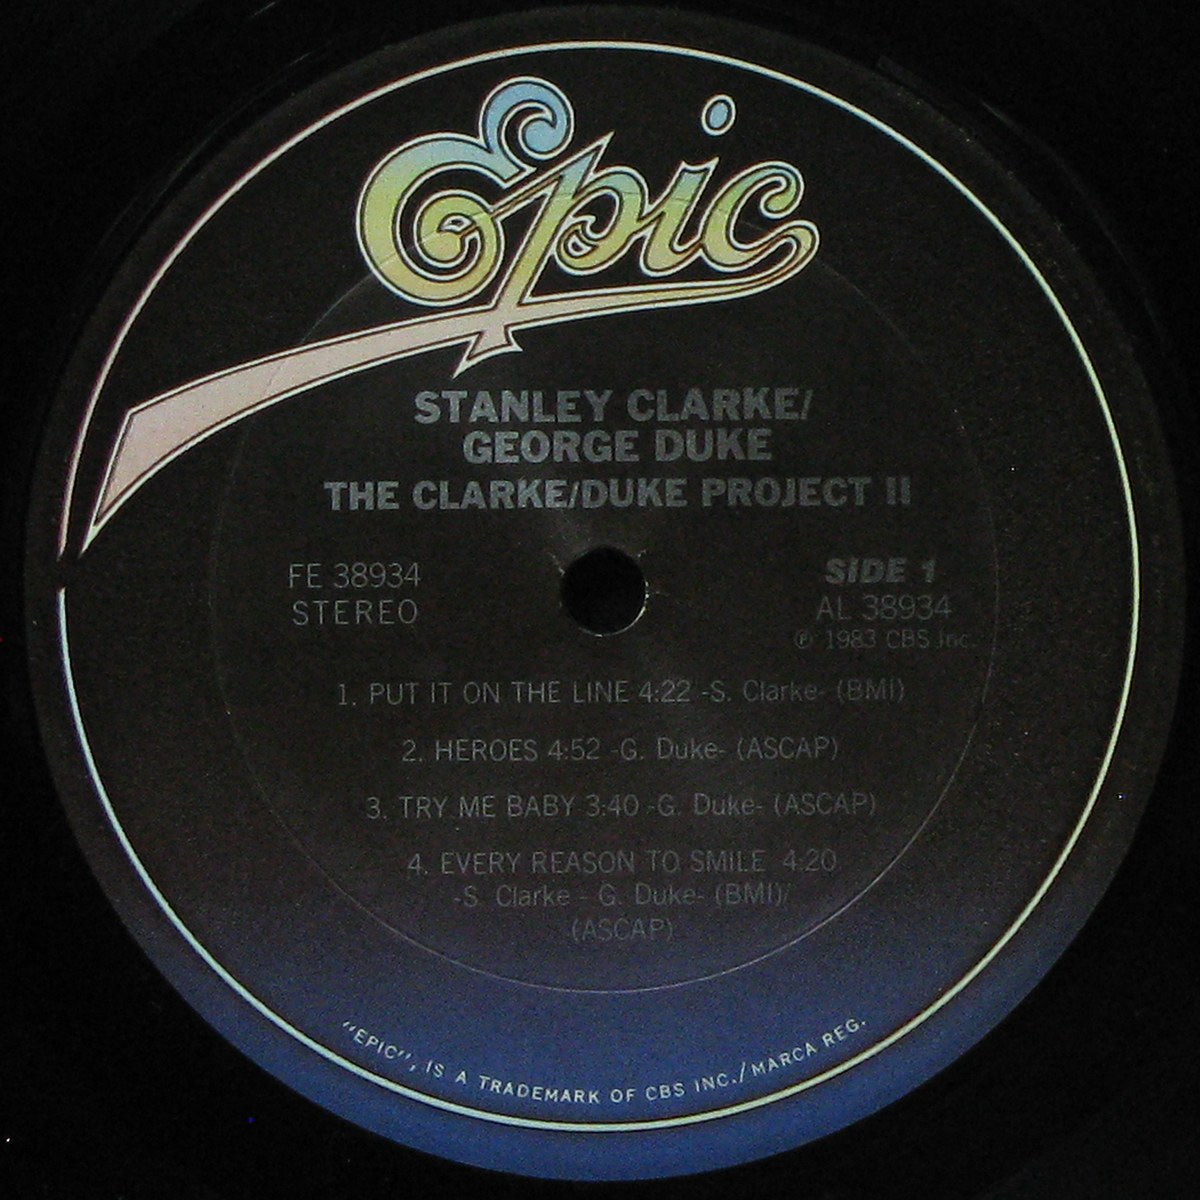 Epic
STANLEY CLARKE/
GEORGE DUKE
THE CLARKE/DUKE PROJECT II
FE 38934
STEREO
SIDE 1
AL 38934
℗ 1983 CBS Inc.
1. PUT IT ON THE LINE 4:22 -S. Clarke- (BMI)
2. HEROES 4:52 -G. Duke- (ASCAP)
3. TRY ME BABY 3:40 -G. Duke- (ASCAP)
4. EVERY REASON TO SMILE 4:20
-S. Clarke - G. Duke- (BMI)/
(ASCAP)
"EPIC", IS A TRADEMARK OF CBS INC./MARCA REG.